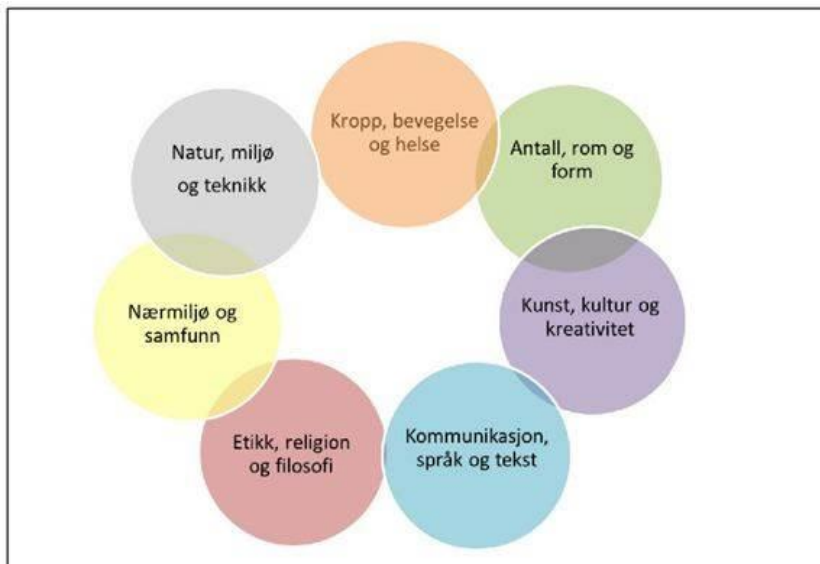 Kropp, bevegelse
og helse
Antall, rom og
form
Kunst, kultur og
kreativitet
Kommunikasjon,
språk og tekst
Etikk, religion
og filosofi
Nærmiljø og
samfunn
Natur, miljø
og teknikk